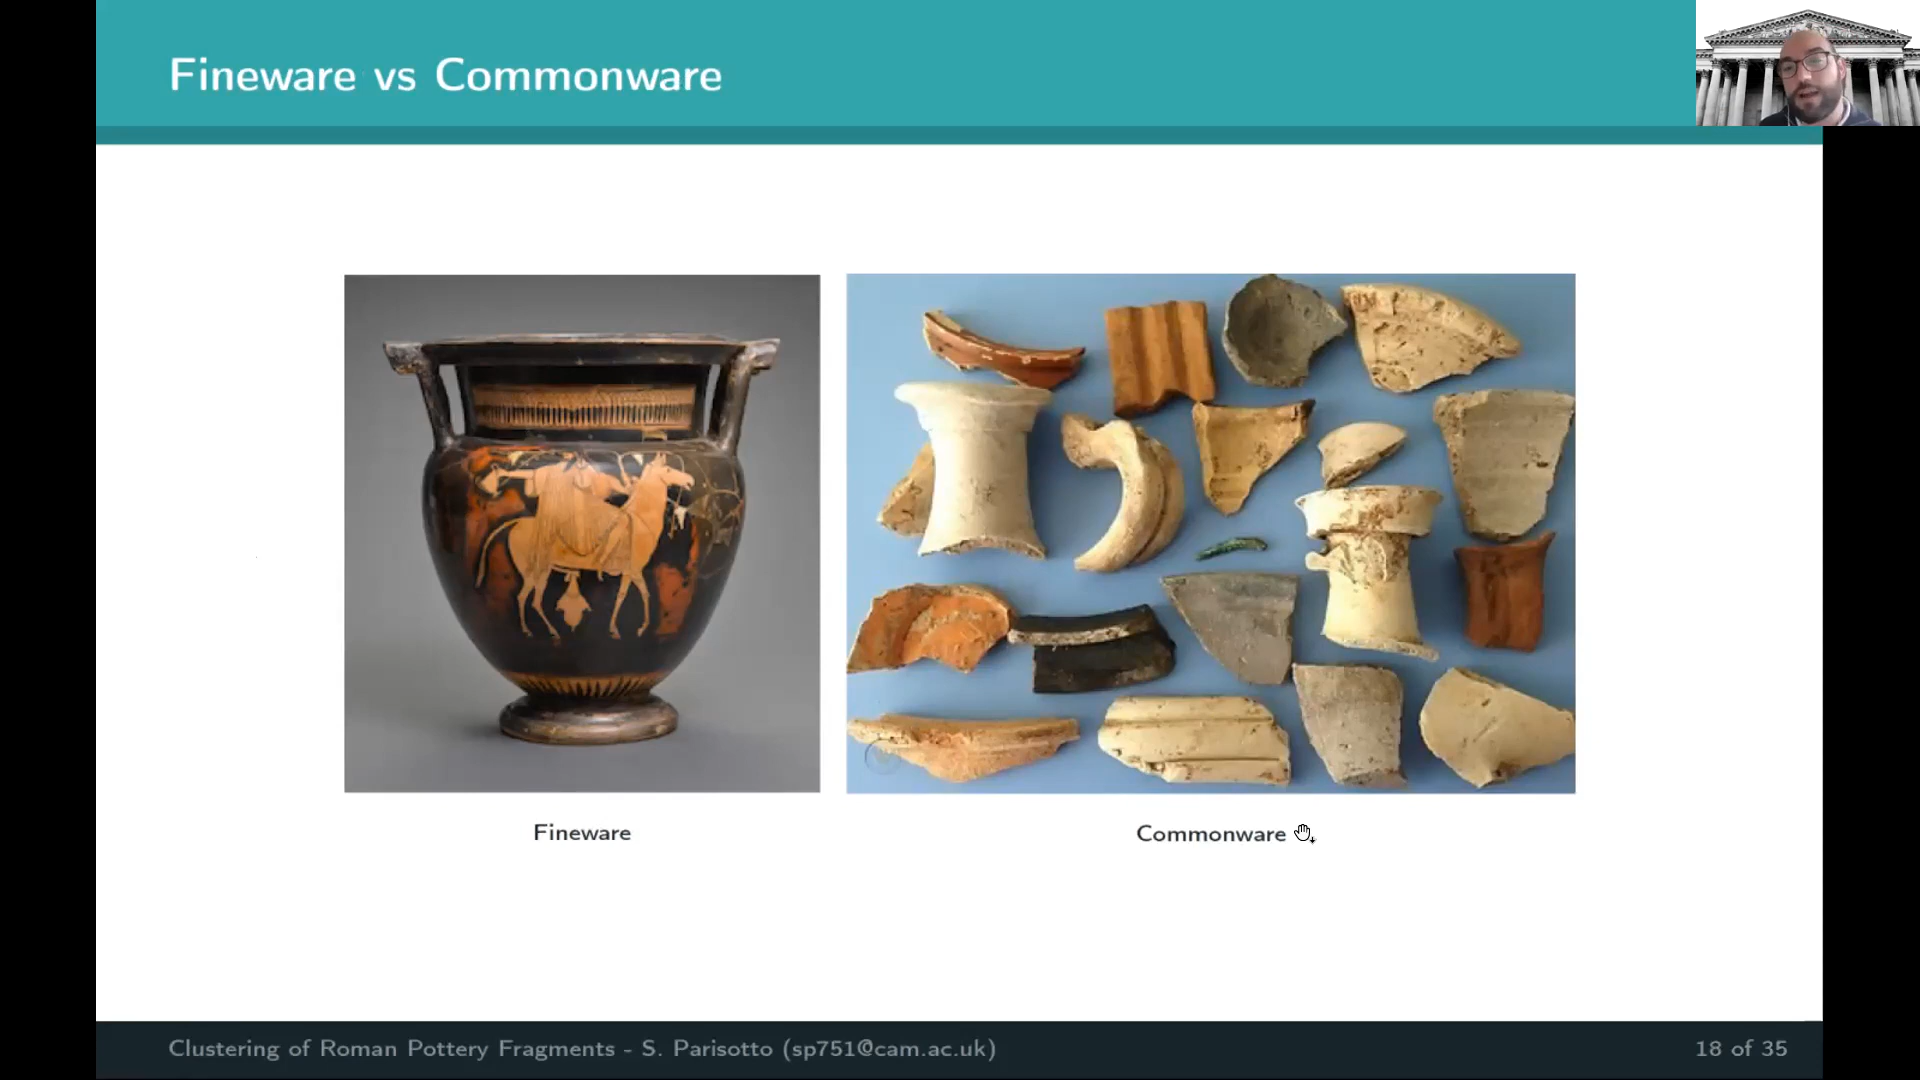 Fineware vs Commonware
Fineware
Commonware
Clustering of Roman Pottery Fragments - S. Parisotto (sp751@cam.ac.uk)
18 of 35